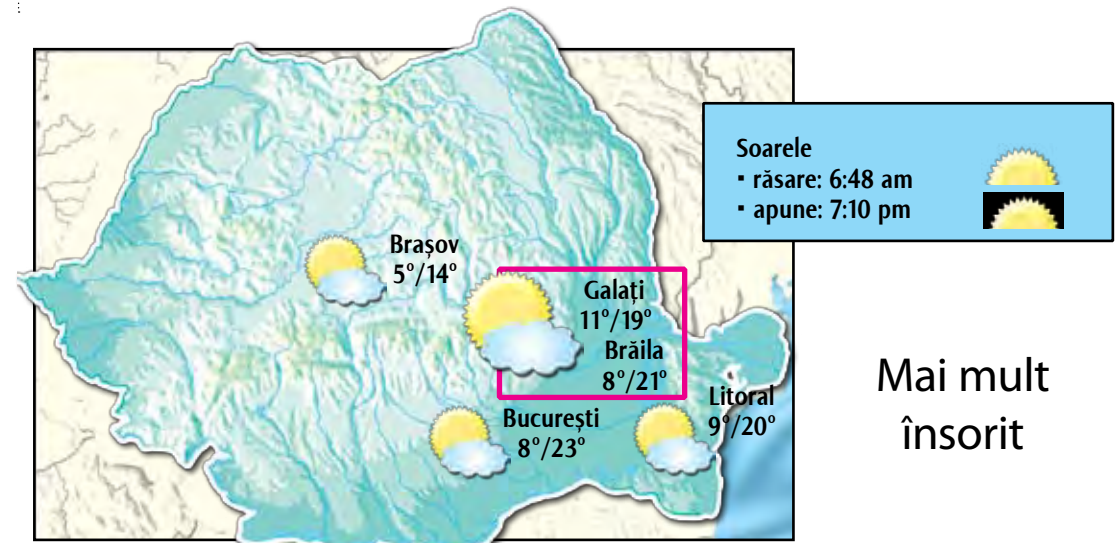 Soarele
▪ răsare: 6:48 am
▪ apune: 7:10 pm
Brașov
5°/14°
Galați
11°/19°
Brăila
8°/21°
Litoral
9°/20°
București
8°/23°
Mai mult
însorit